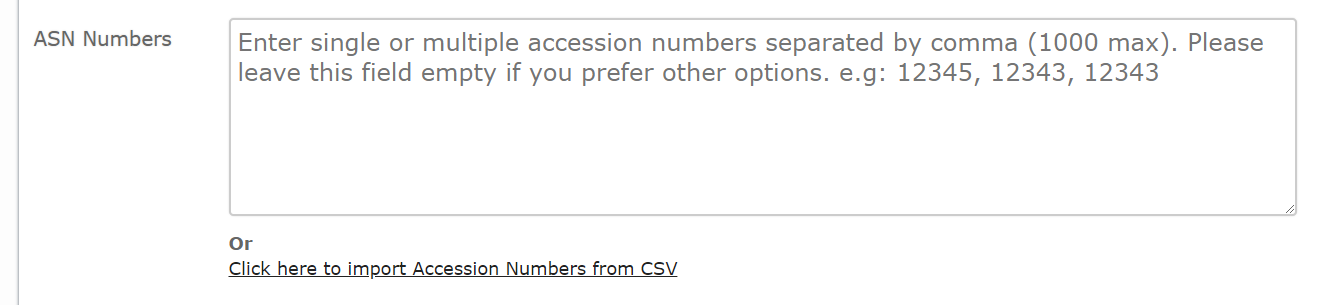 ASN Numbers
Enter single or multiple accession numbers separated by comma (1000 max). Please
leave this field empty if you prefer other options. e.g: 12345, 12343, 12343
Or
Click here to import Accession Numbers from CSV